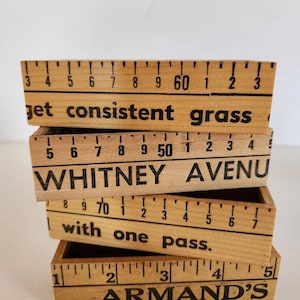 3 4 5 6 7 8 9 60 1 2 3
get consistent grass
5 6 7 8 9 50 1 2 3 4 5
WHITNEY AVENU
8 9 70 1 2 3 4 5 6 7
with one pass.
1 2 3 4 5
ARMAND'S